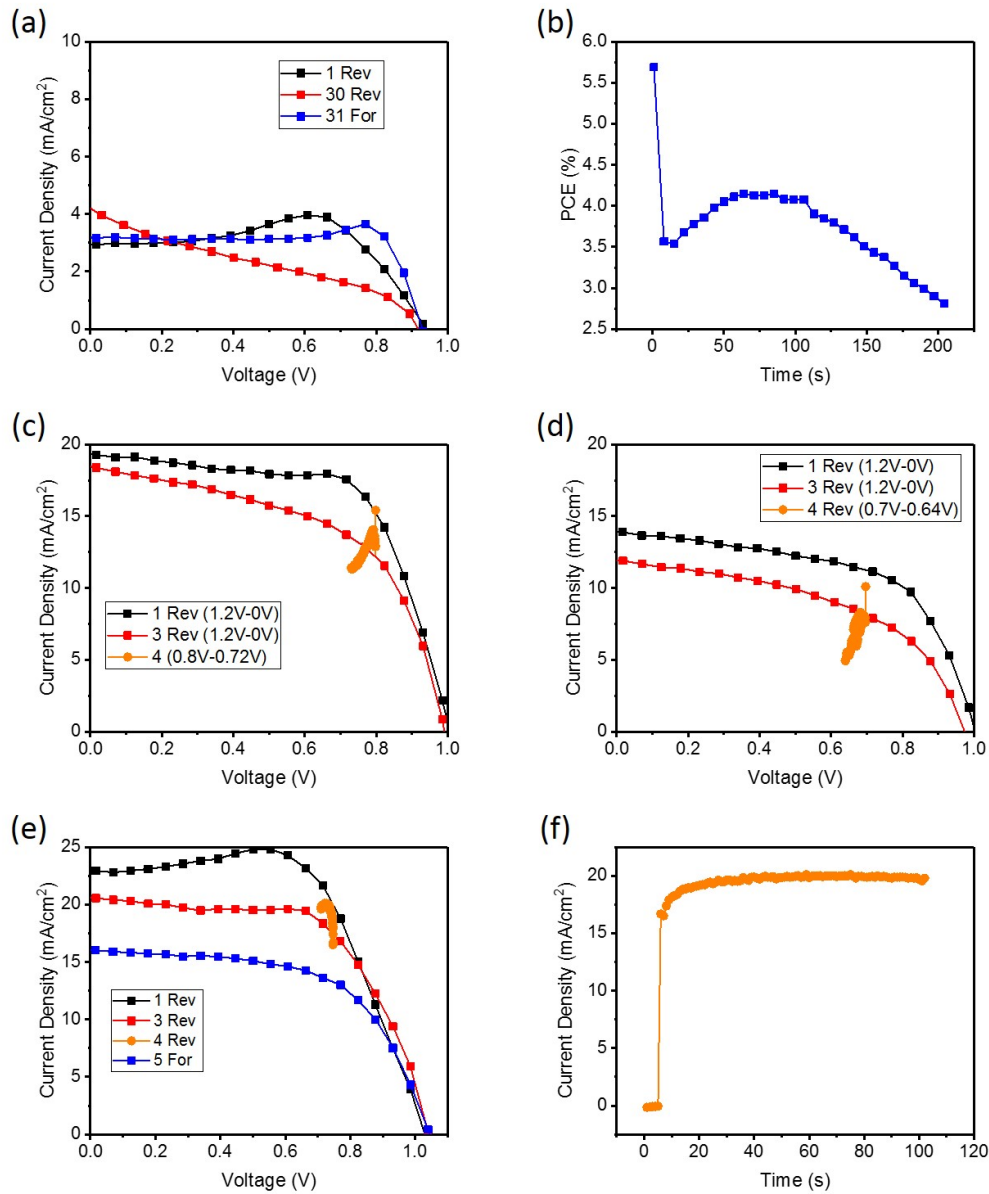 (a)
10
8
6
4
2
0
0.0 0.2 0.4 0.6 0.8 1.0
Current Density (mA/cm²)
Voltage (V)
1 Rev
30 Rev
31 For
(b)
6.0
5.5
5.0
4.5
4.0
3.5
3.0
2.5
0 50 100 150 200
PCE (%)
Time (s)
(c)
20
15
10
5
0
0.0 0.2 0.4 0.6 0.8 1.0
Current Density (mA/cm²)
Voltage (V)
1 Rev (1.2V-0V)
3 Rev (1.2V-0V)
4 (0.8V-0.72V)
(d)
20
15
10
5
0
0.0 0.2 0.4 0.6 0.8 1.0
Current Density (mA/cm²)
Voltage (V)
1 Rev (1.2V-0V)
3 Rev (1.2V-0V)
4 Rev (0.7V-0.64V)
(e)
25
20
15
10
5
0
0.0 0.2 0.4 0.6 0.8 1.0
Current Density (mA/cm²)
Voltage (V)
1 Rev
3 Rev
4 Rev
5 For
(f)
20
15
10
5
0
0 20 40 60 80 100 120
Current Density (mA/cm²)
Time (s)